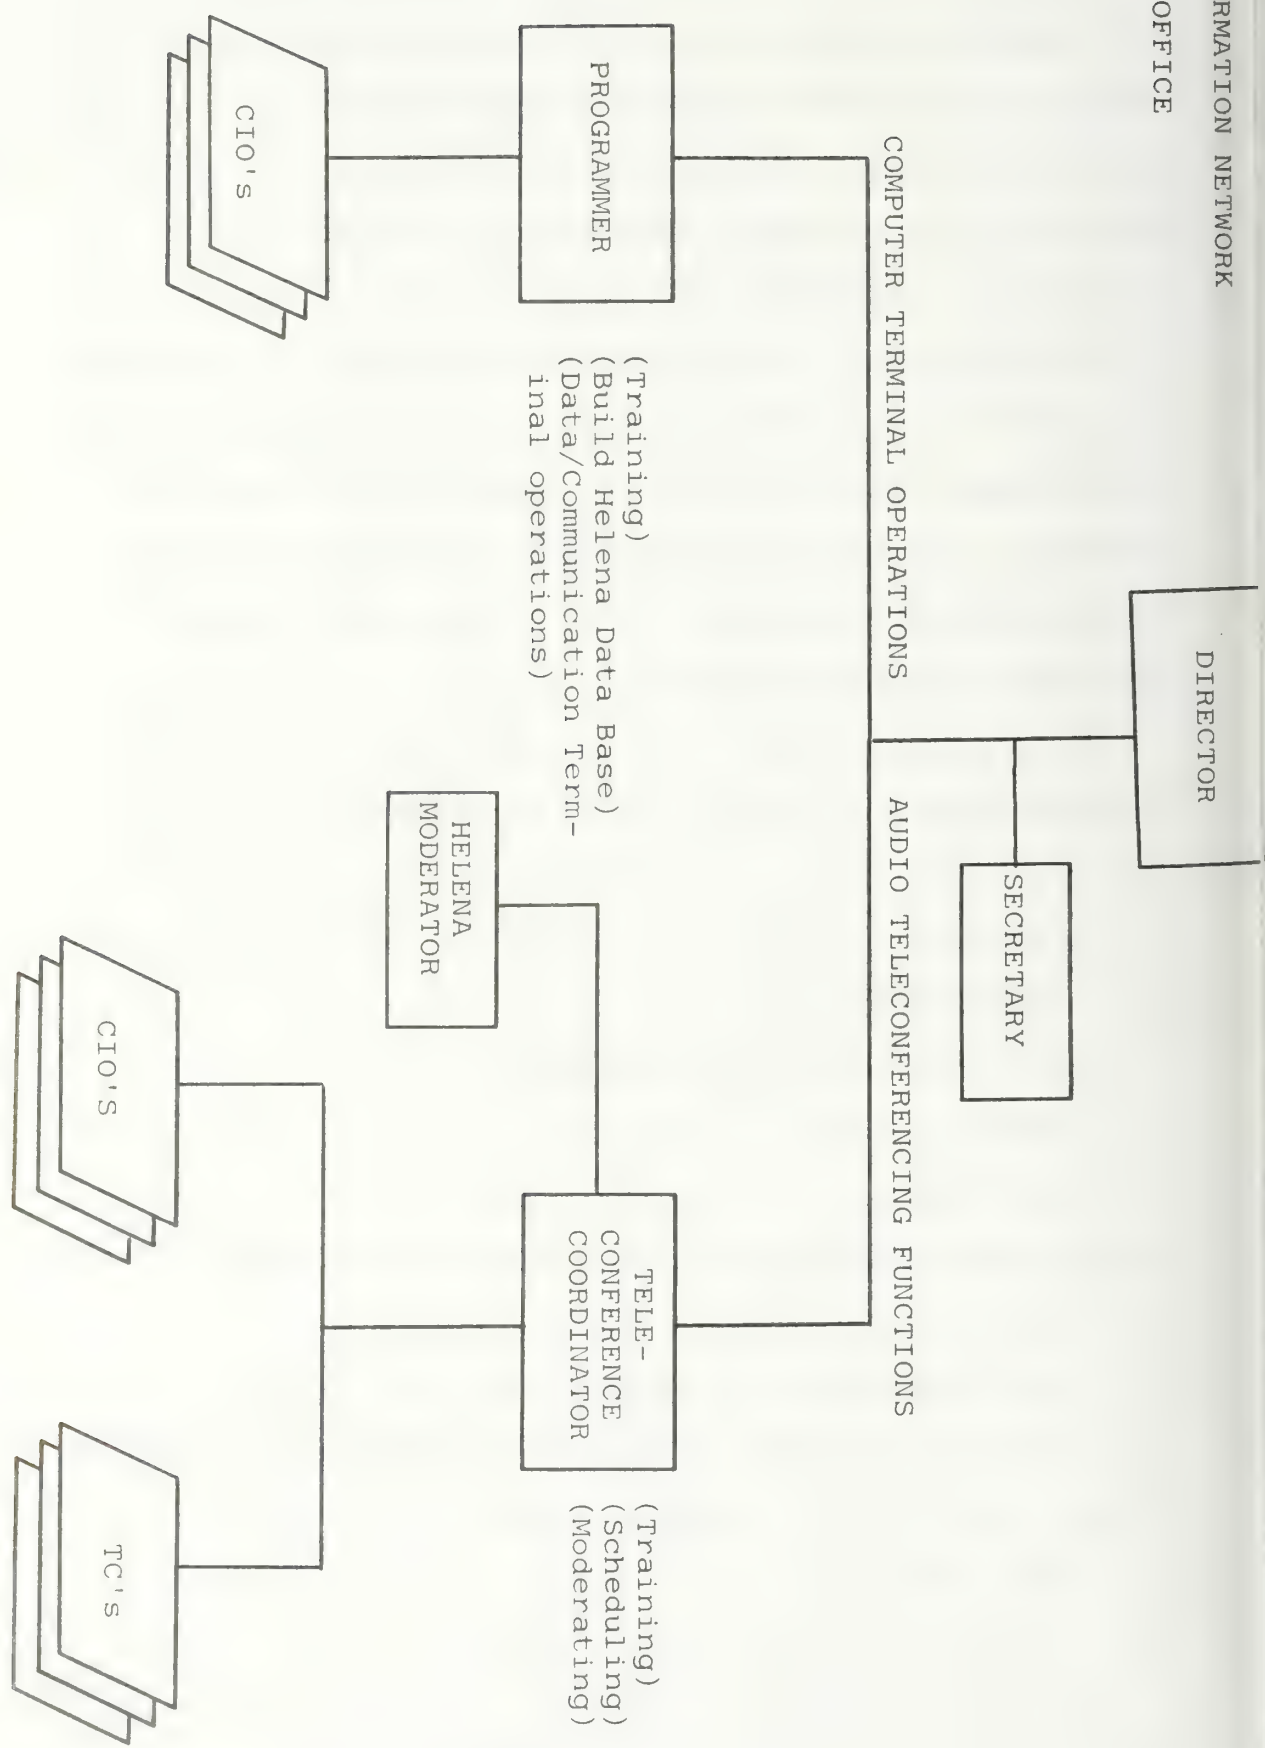 NETWORK
OFFICE
DIRECTOR
SECRETARY
COMPUTER TERMINAL OPERATIONS
AUDIO TELECONFERENCING FUNCTIONS
PROGRAMMER
(Training)
(Build Helena Data Base)
(Data/Communication Term-
inal operations)
TELE-
CONFERENCE
COORDINATOR
(Training)
(Scheduling)
(Moderating)
HELENA
MODERATOR
CIO's
CIO'S
TC's